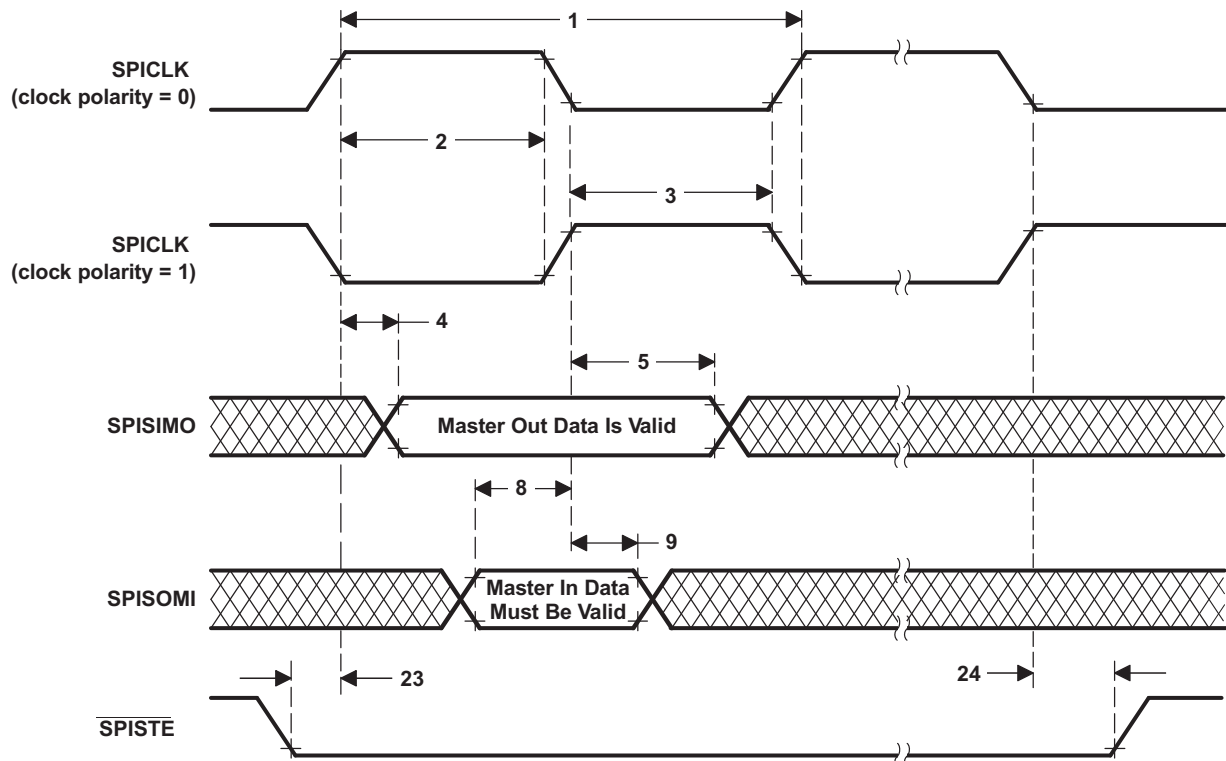 1
SPICLK
(clock polarity = 0)
2
3
SPICLK
(clock polarity = 1)
4
5
SPISIMO
Master Out Data Is Valid
8
9
SPISOMI
Master In Data
Must Be Valid
23
24
SPISTE